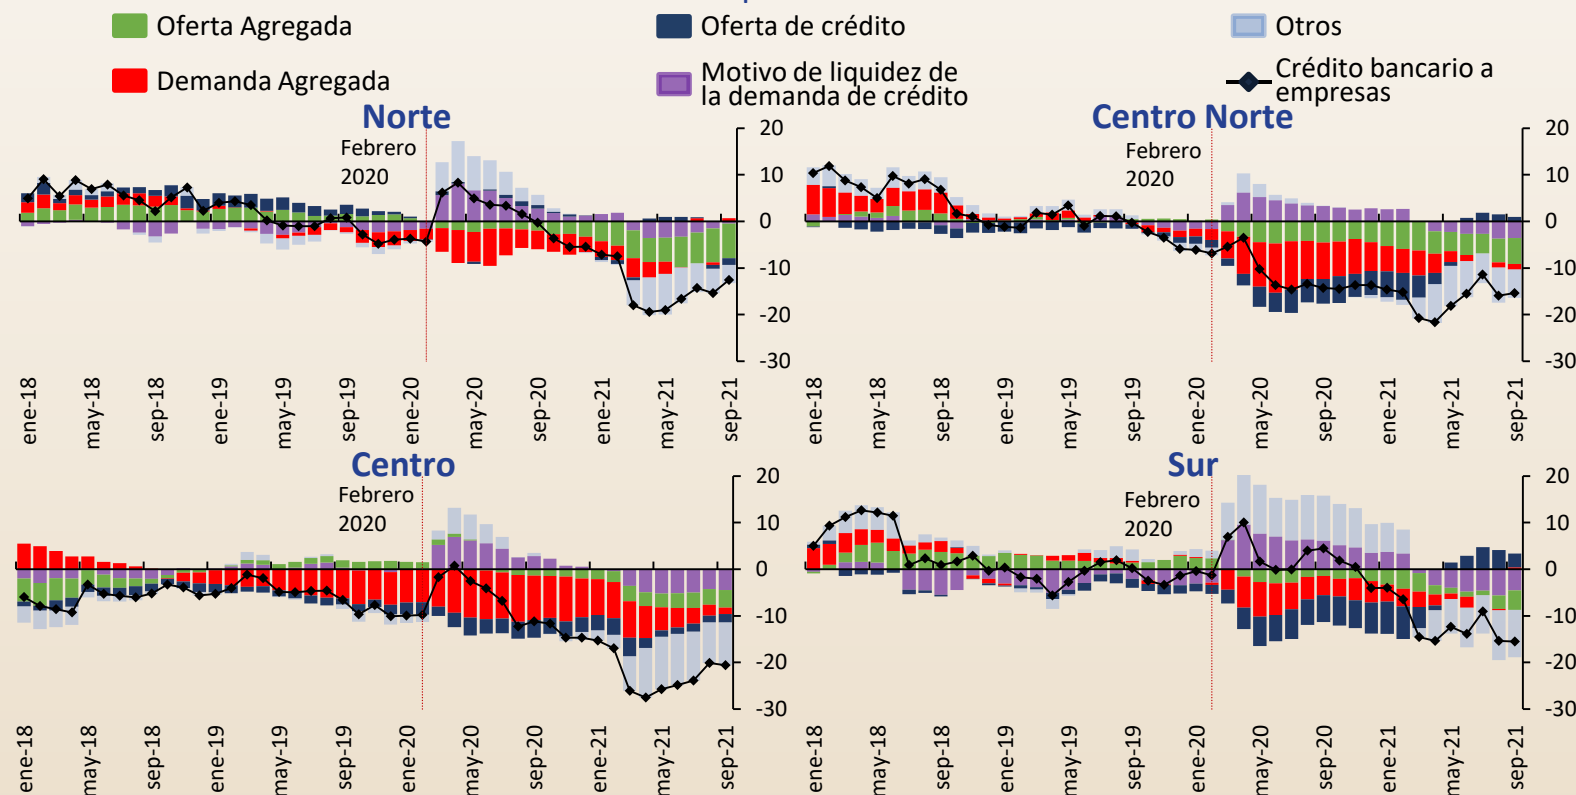 Oferta Agregada
Oferta de crédito
Otros
Demanda Agregada
Motivo de liquidez de
la demanda de crédito
Crédito bancario a
empresas
Norte
Febrero
2020
20
10
0
-10
-20
-30
ene-18
may-18
sep-18
ene-19
may-19
sep-19
ene-20
may-20
sep-20
ene-21
may-21
sep-21
Centro Norte
Febrero
2020
20
10
0
-10
-20
-30
ene-18
may-18
sep-18
ene-19
may-19
sep-19
ene-20
may-20
sep-20
ene-21
may-21
sep-21
Centro
Febrero
2020
20
10
0
-10
-20
-30
ene-18
may-18
sep-18
ene-19
may-19
sep-19
ene-20
may-20
sep-20
ene-21
may-21
sep-21
Sur
Febrero
2020
20
10
0
-10
-20
-30
ene-18
may-18
sep-18
ene-19
may-19
sep-19
ene-20
may-20
sep-20
ene-21
may-21
sep-21